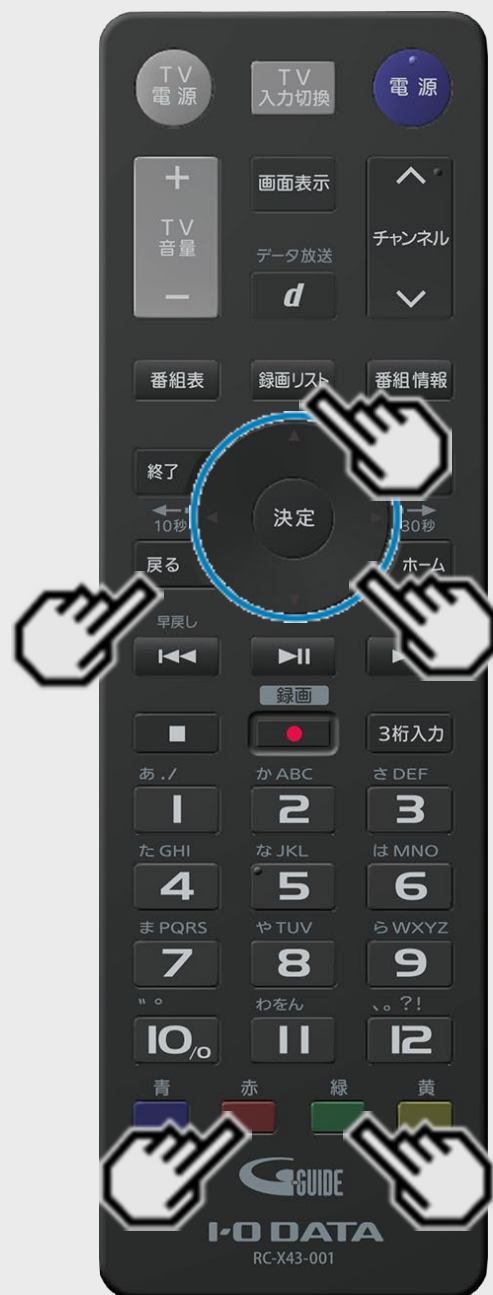 TV
電源
TV
入力切換
電源
+
TV
音量
−
画面表示
データ放送
d
チャンネル
番組表
録画リスト
番組情報
終了
10秒
決定
30秒
戻る
ホーム
早戻し
録画
3桁入力
あ./
1
かABC
2
さDEF
3
たGHI
4
なJKL
5
はMNO
6
まPQRS
7
やTUV
8
らWXYZ
9
゛゜
10/0
わをん
11
、。?!
12
青
赤
緑
黄
G-GUIDE
I-O DATA
RC-X43-001